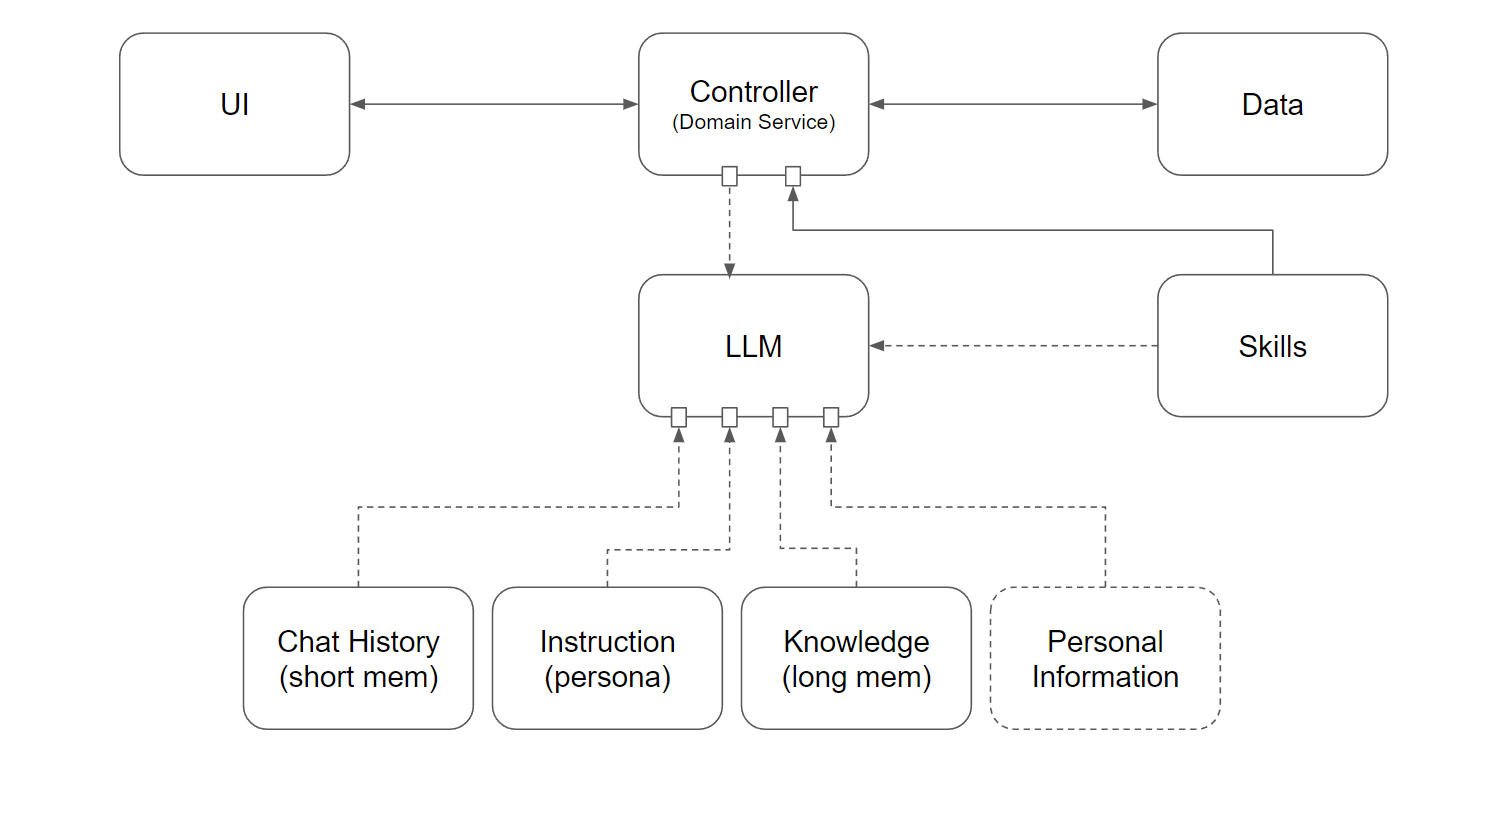 UI
Controller
(Domain Service)
Data
LLM
Skills
Chat History
(short mem)
Instruction
(persona)
Knowledge
(long mem)
Personal
Information